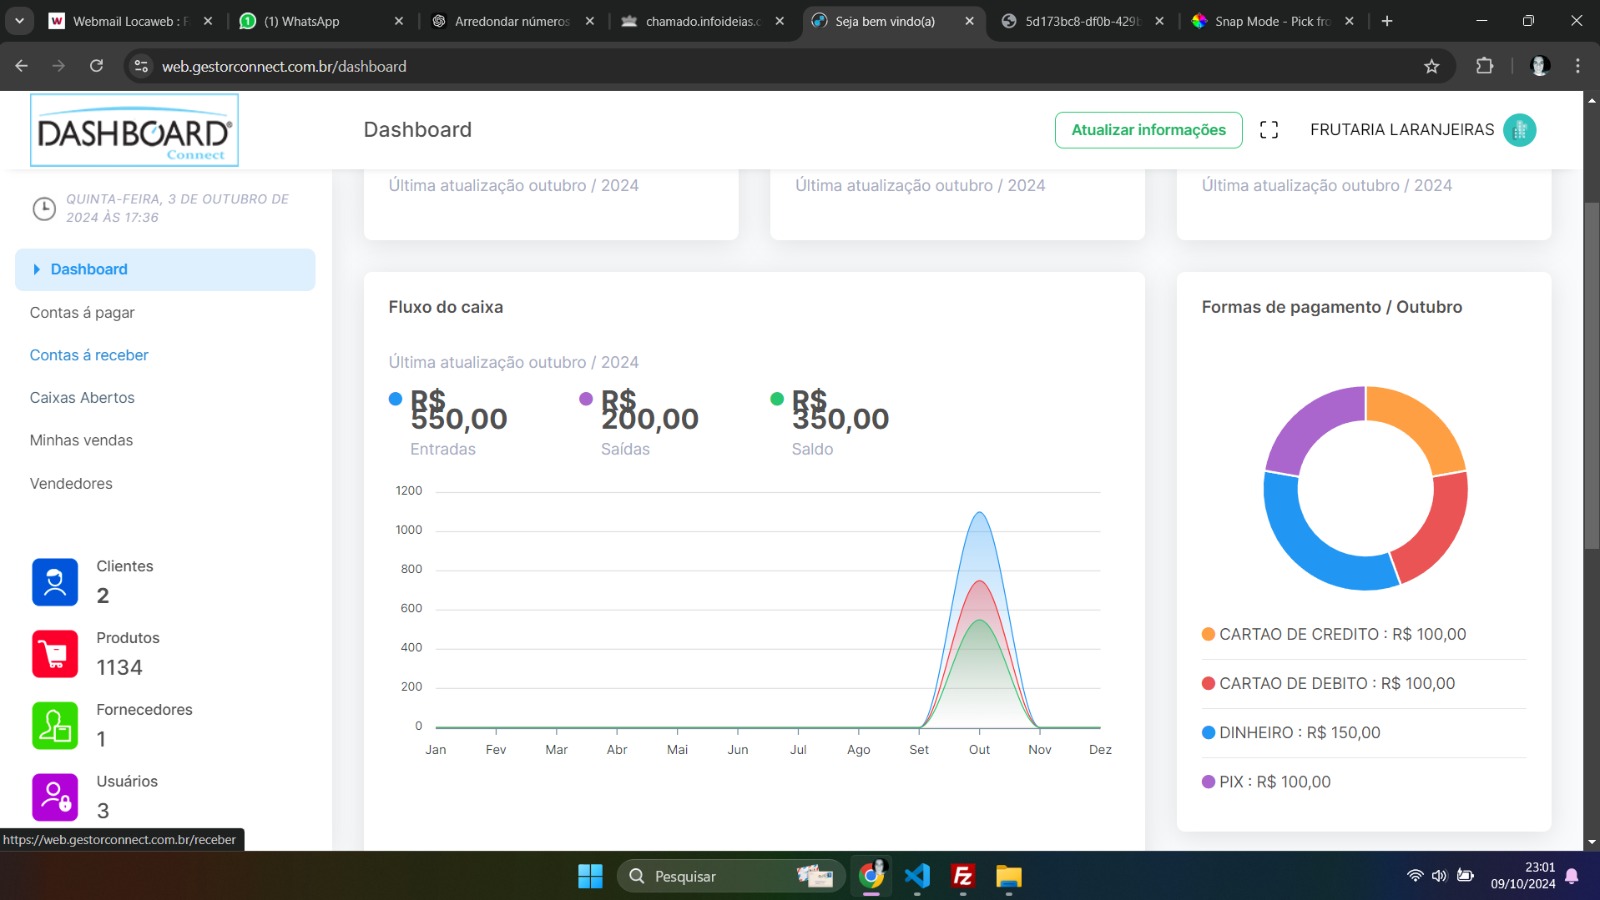 Webmail Locaweb : F
(1) WhatsApp
Arredondar números
chamado.infoideias.c
Seja bem vindo(a)
5d173bc8-df0b-429b
Snap Mode - Pick fro
web.gestorconnect.com.br/dashboard
DASHBOARD®
Connect
Dashboard
Atualizar informações
FRUTARIA LARANJEIRAS
QUINTA-FEIRA, 3 DE OUTUBRO DE
2024 ÀS 17:36
Dashboard
Contas á pagar
Contas á receber
Caixas Abertos
Minhas vendas
Vendedores
Clientes
2
Produtos
1134
Fornecedores
1
Usuários
3
https://web.gestorconnect.com.br/receber
Última atualização outubro / 2024
Última atualização outubro / 2024
Última atualização outubro / 2024
Fluxo do caixa
Última atualização outubro / 2024
R$
550,00
Entradas
R$
200,00
Saídas
R$
350,00
Saldo
1200
1000
800
600
400
200
0
Jan Fev Mar Abr Mai Jun Jul Ago Set Out Nov Dez
Formas de pagamento / Outubro
CARTAO DE CREDITO : R$ 100,00
CARTAO DE DEBITO : R$ 100,00
DINHEIRO : R$ 150,00
PIX : R$ 100,00
Pesquisar
23:01
09/10/2024